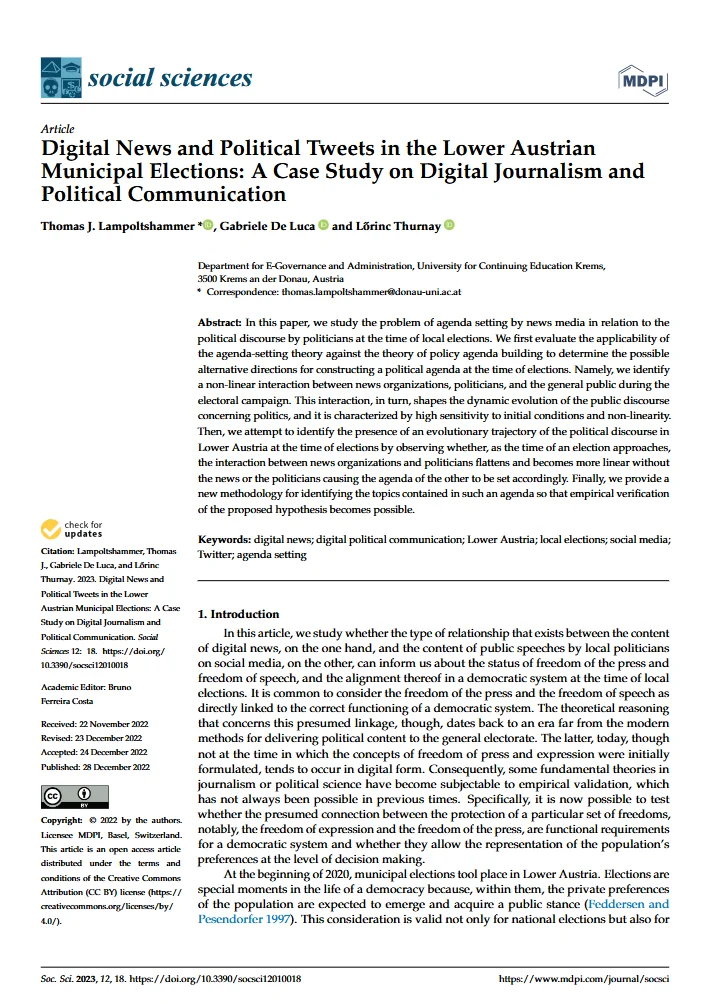 social sciences
MDPI
Article
Digital News and Political Tweets in the Lower Austrian
Municipal Elections: A Case Study on Digital Journalism and
Political Communication
Thomas J. Lampoltshammer *, Gabriele De Luca and Lőrinc Thurnay
Department for E-Governance and Administration, University for Continuing Education Krems,
3500 Krems an der Donau, Austria
* Correspondence: thomas.lampoltshammer@donau-uni.ac.at
Abstract: In this paper, we study the problem of agenda setting by news media in relation to the
political discourse by politicians at the time of local elections. We first evaluate the applicability of
the agenda-setting theory against the theory of policy agenda building to determine the possible
alternative directions for constructing a political agenda at the time of elections. Namely, we identify
a non-linear interaction between news organizations, politicians, and the general public during the
electoral campaign. This interaction, in turn, shapes the dynamic evolution of the public discourse
concerning politics, and it is characterized by high sensitivity to initial conditions and non-linearity.
Then, we attempt to identify the presence of an evolutionary trajectory of the political discourse in
Lower Austria at the time of elections by observing whether, as the time of an election approaches,
the interaction between news organizations and politicians flattens and becomes more linear without
the news or the politicians causing the agenda of the other to be set accordingly. Finally, we provide a
new methodology for identifying the topics contained in such an agenda so that empirical verification
of the proposed hypothesis becomes possible.
Keywords: digital news; digital political communication; Lower Austria; local elections; social media;
Twitter; agenda setting
check for
updates
Citation: Lampoltshammer, Thomas
J., Gabriele De Luca, and Lőrinc
Thurnay. 2023. Digital News and
Political Tweets in the Lower
Austrian Municipal Elections: A Case
Study on Digital Journalism and
Political Communication. Social
Sciences 12: 18. https://doi.org/
10.3390/socsci12010018
Academic Editor: Bruno
Ferreira Costa
Received: 22 November 2022
Revised: 23 December 2022
Accepted: 24 December 2022
Published: 28 December 2022
CC BY
Copyright: © 2022 by the authors.
Licensee MDPI, Basel, Switzerland.
This article is an open access article
distributed under the terms and
conditions of the Creative Commons
Attribution (CC BY) license (https://
creativecommons.org/licenses/by/
4.0/).
1. Introduction
In this article, we study whether the type of relationship that exists between the content
of digital news, on the one hand, and the content of public speeches by local politicians
on social media, on the other, can inform us about the status of freedom of the press and
freedom of speech, and the alignment thereof in a democratic system at the time of local
elections. It is common to consider the freedom of the press and the freedom of speech as
directly linked to the correct functioning of a democratic system. The theoretical reasoning
that concerns this presumed linkage, though, dates back to an era far from the modern
methods for delivering political content to the general electorate. The latter, today, though
not at the time in which the concepts of freedom of press and expression were initially
formulated, tends to occur in digital form. Consequently, some fundamental theories in
journalism or political science have become subjectable to empirical validation, which
has not always been possible in previous times. Specifically, it is now possible to test
whether the presumed connection between the protection of a particular set of freedoms,
notably, the freedom of expression and the freedom of the press, are functional requirements
for a democratic system and whether they allow the representation of the population's
preferences at the level of decision making.
At the beginning of 2020, municipal elections tool place in Lower Austria. Elections are
special moments in the life of a democracy because, within them, the private preferences
of the population are expected to emerge and acquire a public stance (Feddersen and
Pesendorfer 1997). This consideration is valid not only for national elections but also for
Soc. Sci. 2023, 12, 18. https://doi.org/10.3390/socsci12010018
https://www.mdpi.com/journal/socsci